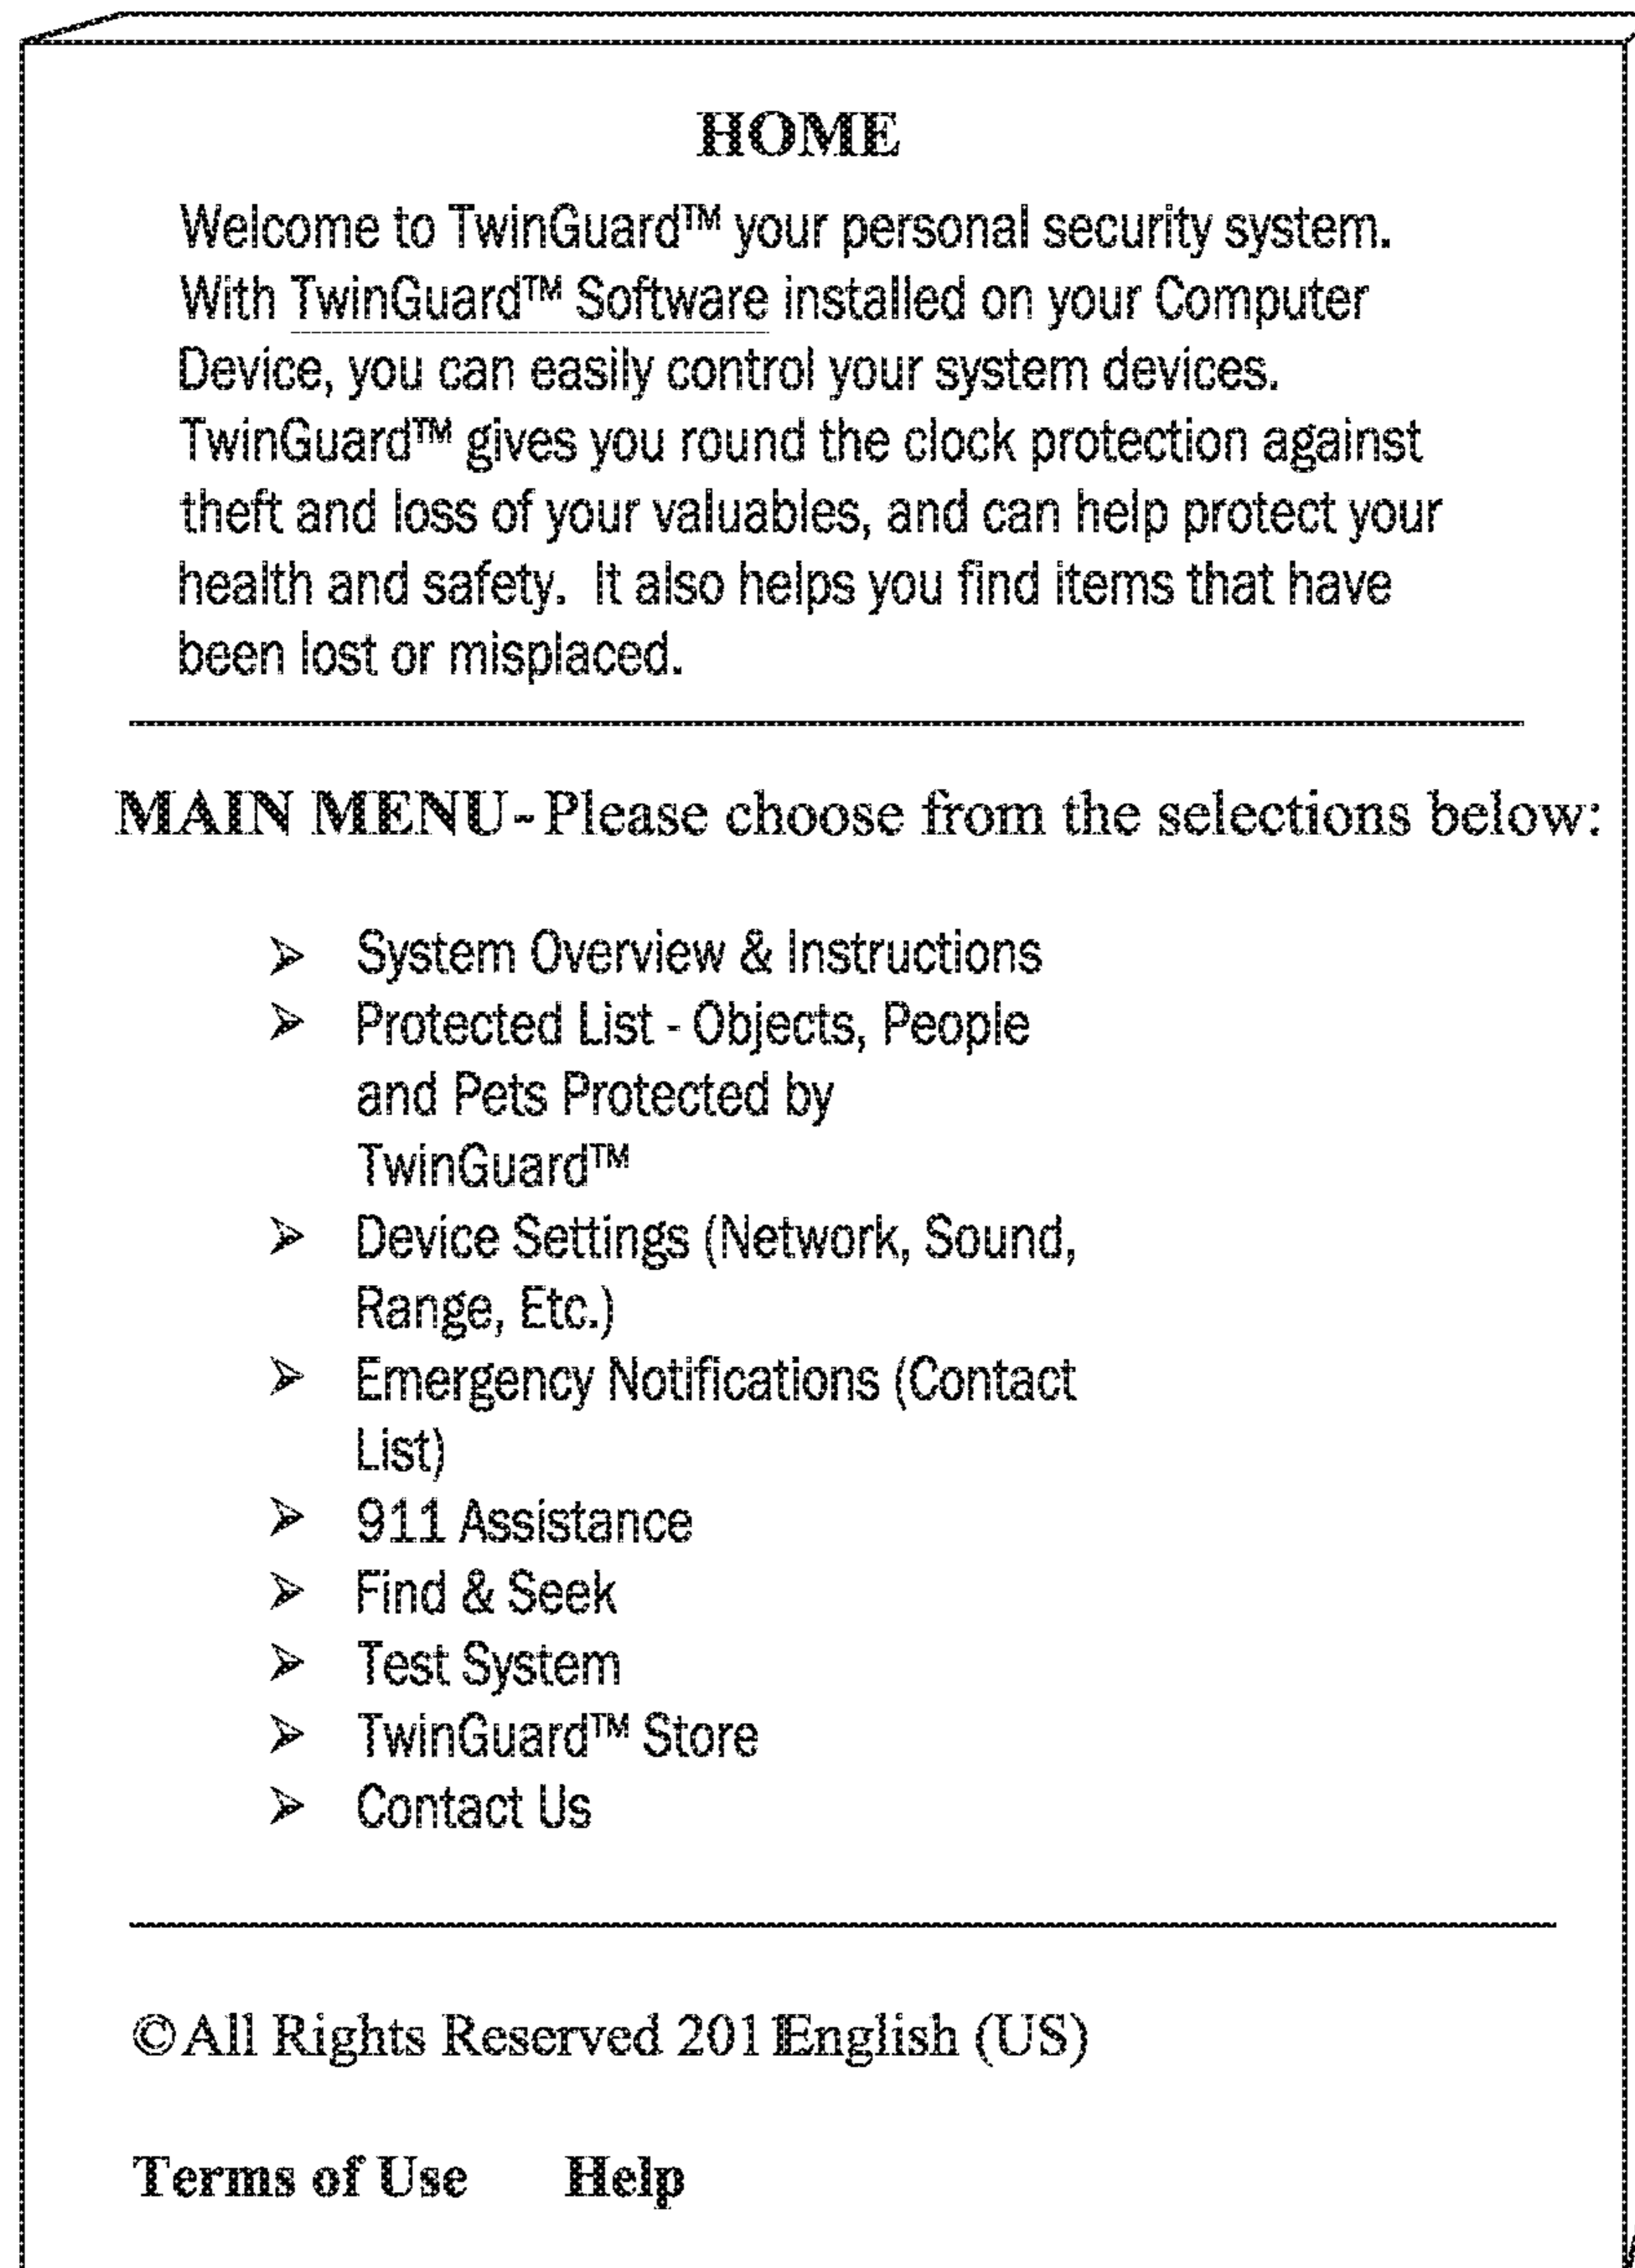 HOME
Welcome to TwinGuard™ your personal security system.
With TwinGuard™ Software installed on your Computer
Device, you can easily control your system devices.
TwinGuard™ gives you round the clock protection against
theft and loss of your valuables, and can help protect your
health and safety.  It also helps you find items that have
been lost or misplaced.
MAIN MENU - Please choose from the selections below:
➢ System Overview & Instructions
➢ Protected List - Objects, People
and Pets Protected by
TwinGuard™
➢ Device Settings (Network, Sound,
Range, Etc.)
➢ Emergency Notifications (Contact
List)
➢ 911 Assistance
➢ Find & Seek
➢ Test System
➢ TwinGuard™ Store
➢ Contact Us
©All Rights Reserved 2011English (US)
Terms of Use Help